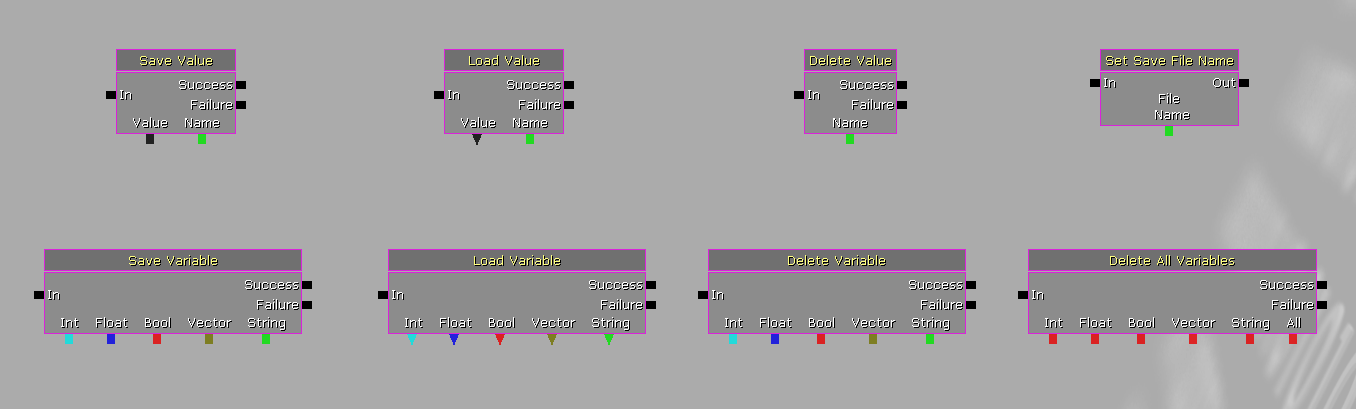 Save Value
Success
In
Failure
Value Name
Load Value
Success
In
Failure
Value Name
Delete Value
Success
In
Failure
Name
Set Save File Name
In Out
File
Name
Save Variable
Success
In
Failure
Int Float Bool Vector String
Load Variable
Success
In
Failure
Int Float Bool Vector String
Delete Variable
Success
In
Failure
Int Float Bool Vector String
Delete All Variables
Success
In
Failure
Int Float Bool Vector String All